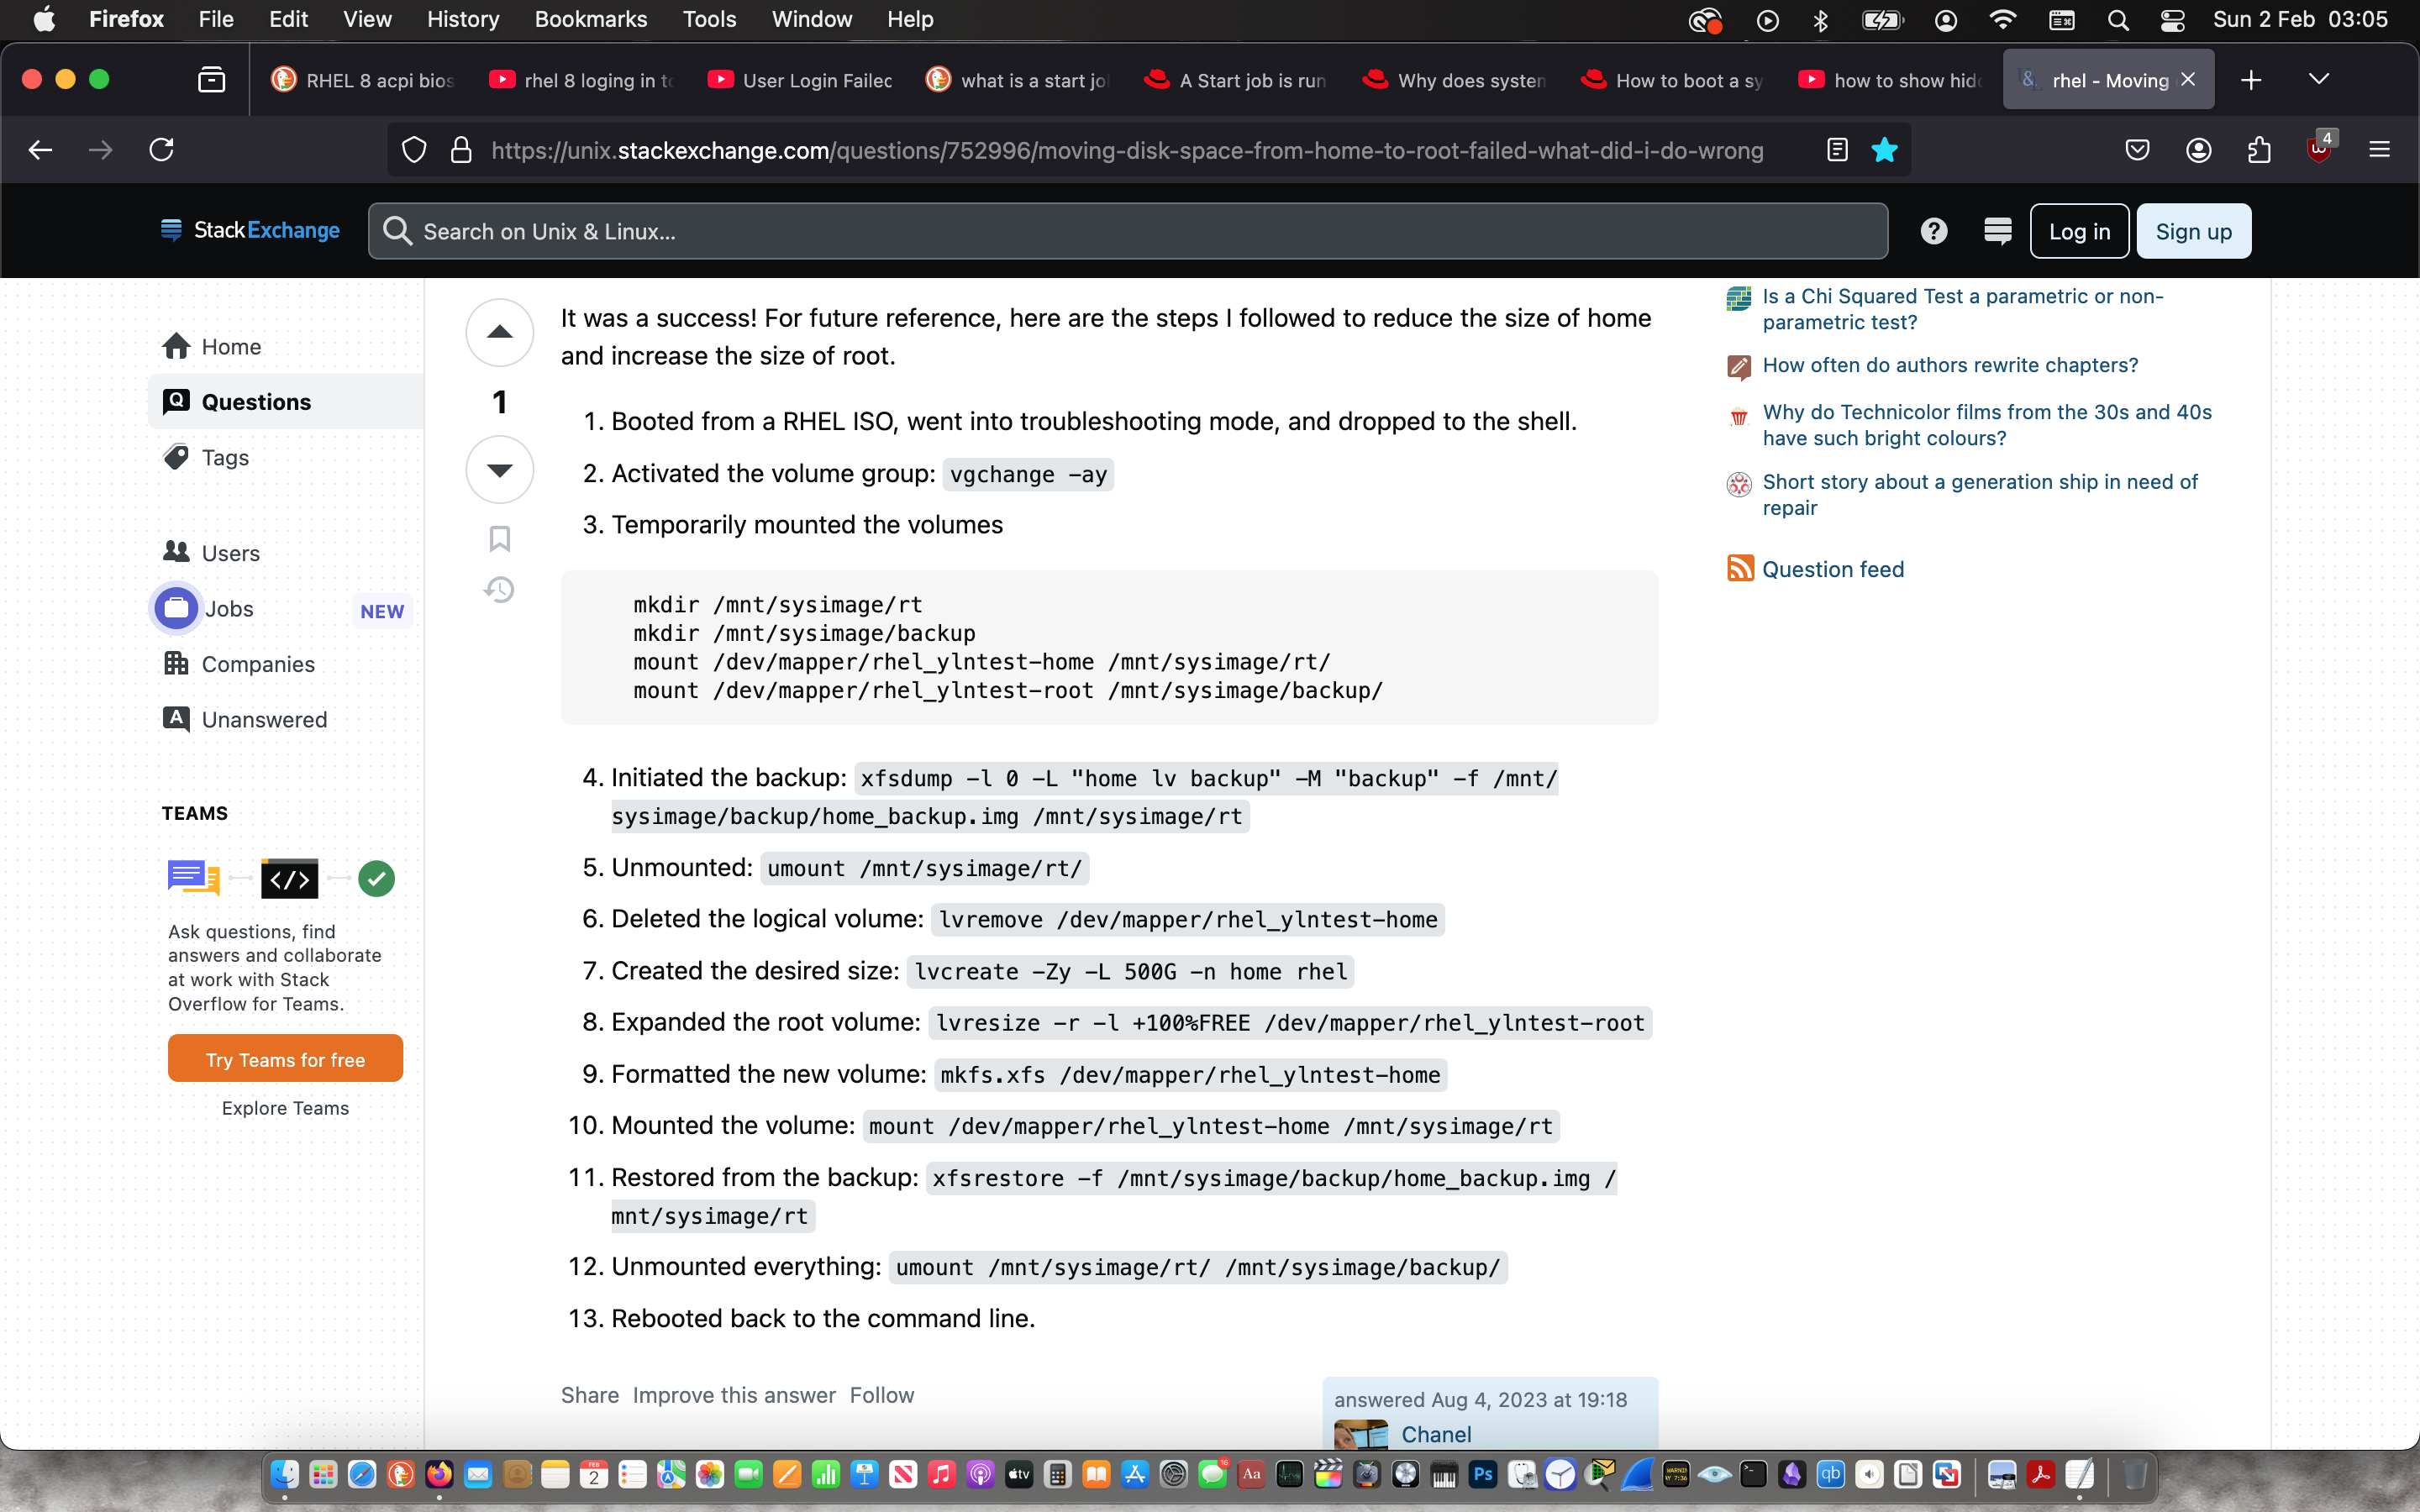 Firefox File Edit View History Bookmarks Tools Window Help Sun 2 Feb 03:05
RHEL 8 acpi bios rhel 8 loging in to User Login Failed what is a start jo A Start job is run Why does system How to boot a sy how to show hid rhel - Moving
https://unix.stackexchange.com/questions/752996/moving-disk-space-from-home-to-root-failed-what-did-i-do-wrong 4
StackExchange Search on Unix & Linux... Log in Sign up
Home
Questions
Tags
Users
Jobs NEW
Companies
Unanswered
TEAMS
</>
Ask questions, find
answers and collaborate
at work with Stack
Overflow for Teams.
Try Teams for free
Explore Teams
1
It was a success! For future reference, here are the steps I followed to reduce the size of home
and increase the size of root.
1. Booted from a RHEL ISO, went into troubleshooting mode, and dropped to the shell.
2. Activated the volume group: vgchange -ay
3. Temporarily mounted the volumes
mkdir /mnt/sysimage/rt
mkdir /mnt/sysimage/backup
mount /dev/mapper/rhel_ylntest-home /mnt/sysimage/rt/
mount /dev/mapper/rhel_ylntest-root /mnt/sysimage/backup/
4. Initiated the backup: xfsdump -l 0 -L "home lv backup" -M "backup" -f /mnt/
sysimage/backup/home_backup.img /mnt/sysimage/rt
5. Unmounted: umount /mnt/sysimage/rt/
6. Deleted the logical volume: lvremove /dev/mapper/rhel_ylntest-home
7. Created the desired size: lvcreate -Zy -L 500G -n home rhel
8. Expanded the root volume: lvresize -r -l +100%FREE /dev/mapper/rhel_ylntest-root
9. Formatted the new volume: mkfs.xfs /dev/mapper/rhel_ylntest-home
10. Mounted the volume: mount /dev/mapper/rhel_ylntest-home /mnt/sysimage/rt
11. Restored from the backup: xfsrestore -f /mnt/sysimage/backup/home_backup.img /
mnt/sysimage/rt
12. Unmounted everything: umount /mnt/sysimage/rt/ /mnt/sysimage/backup/
13. Rebooted back to the command line.
Share Improve this answer Follow
answered Aug 4, 2023 at 19:18
Chanel
Is a Chi Squared Test a parametric or non-
parametric test?
How often do authors rewrite chapters?
Why do Technicolor films from the 30s and 40s
have such bright colours?
Short story about a generation ship in need of
repair
Question feed
FEB 2 tv 16 Aa Ps qb